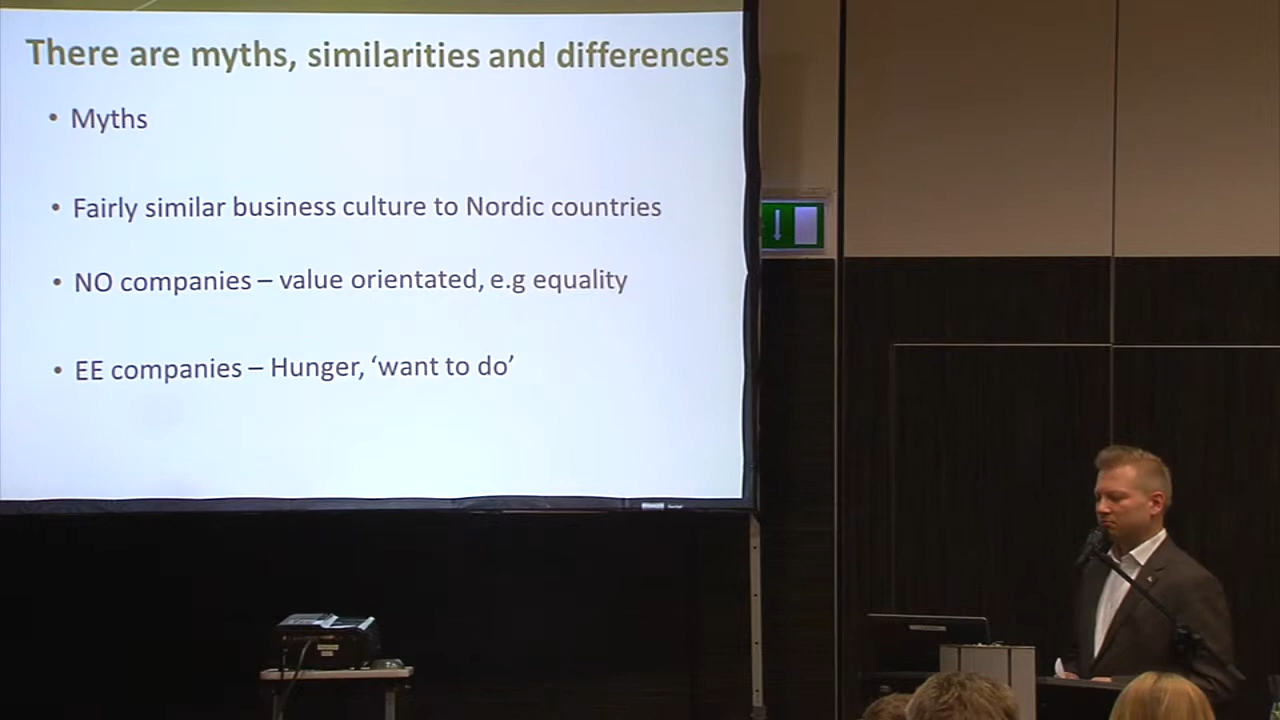 There are myths, similarities and differences
• Myths
• Fairly similar business culture to Nordic countries
• NO companies – value orientated, e.g equality
• EE companies – Hunger, ‘want to do’